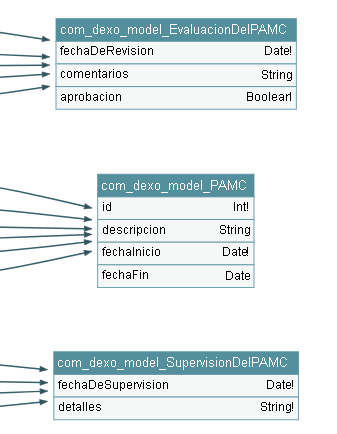 com_dexo_model_EvaluacionDelPAMC
fechaDeRevision Date!
comentarios String
aprobacion Boolean!
com_dexo_model_PAMC
id Int!
descripcion String
fechaInicio Date!
fechaFin Date
com_dexo_model_SupervisionDelPAMC
fechaDeSupervision Date!
detalles String!